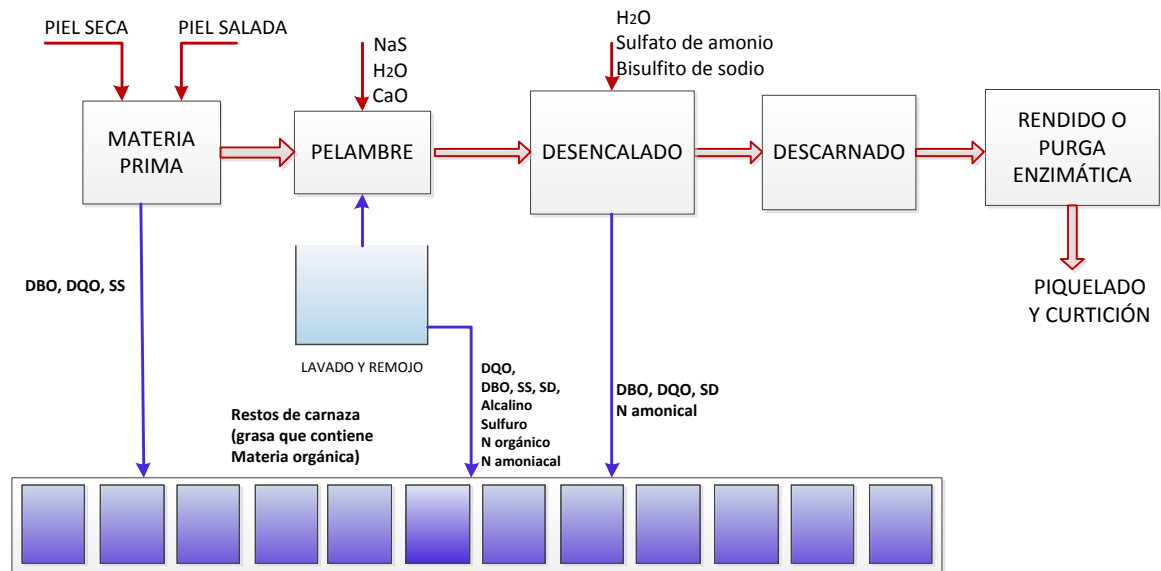 PIEL SECA
PIEL SALADA
NaS
H2O
CaO
H2O
Sulfato de amonio
Bisulfito de sodio
MATERIA
PRIMA
PELAMBRE
DESENCALADO
DESCARNADO
RENDIDO O
PURGA
ENZIMÁTICA
DBO, DQO, SS
LAVADO Y REMOJO
PIQUELADO
Y CURTICIÓN
Restos de carnaza
(grasa que contiene
Materia orgánica)
DQO,
DBO, SS, SD,
Alcalino
Sulfuro
N orgánico
N amoniacal
DBO, DQO, SD
N amonical